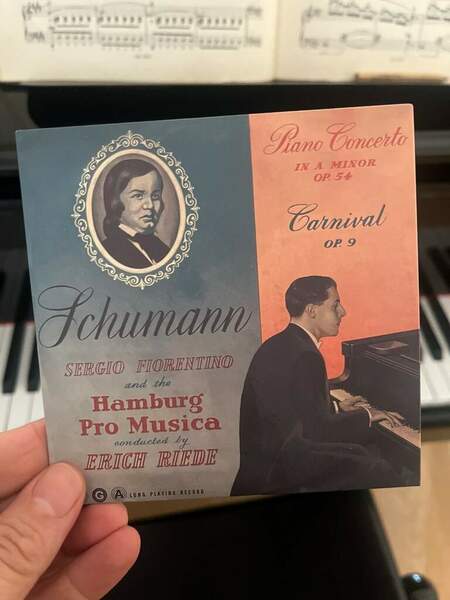 Piano Concerto
IN A MINOR
OP. 54
Carnival
OP. 9
Schumann
SERGIO FIORENTINO
and the
Hamburg
Pro Musica
conducted by
ERICH RIEDE
G A LONG PLAYING RECORD